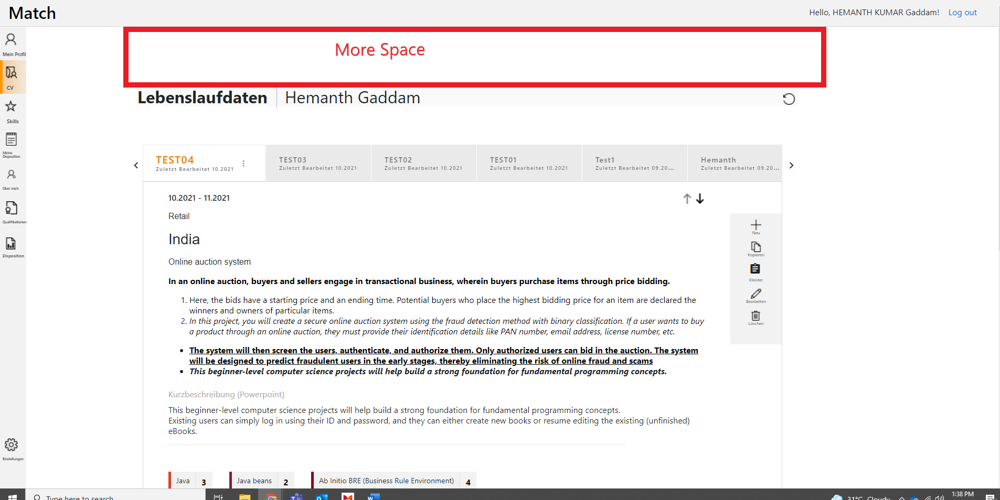 Match
Hello, HEMANTH KUMAR Gaddam! Log out
More Space
Mein Profil
CV
Skills
Meine
Disposition
Über mich
Qualifikationen
Disposition
Einstellungen
Lebenslaufdaten Hemanth Gaddam
TEST04
Zuletzt Bearbeitet 10.2021
TEST03
Zuletzt Bearbeitet 10.2021
TEST02
Zuletzt Bearbeitet 10.2021
TEST01
Zuletzt Bearbeitet 10.2021
Test1
Zuletzt Bearbeitet 09.20...
Hemanth
Zuletzt Bearbeitet 09.20...
10.2021 - 11.2021
Retail
India
Online auction system
In an online auction, buyers and sellers engage in transactional business, wherein buyers purchase items through price bidding.
1. Here, the bids have a starting price and an ending time. Potential buyers who place the highest bidding price for an item are declared the
winners and owners of particular items.
2. In this project, you will create a secure online auction system using the fraud detection method with binary classification. If a user wants to buy
a product through an online auction, they must provide their identification details like PAN number, email address, license number, etc.
• The system will then screen the users, authenticate, and authorize them. Only authorized users can bid in the auction. The system
will be designed to predict fraudulent users in the early stages, thereby eliminating the risk of online fraud and scams
• This beginner-level computer science projects will help build a strong foundation for fundamental programming concepts.
Kurzbeschreibung (Powerpoint)
This beginner-level computer science projects will help build a strong foundation for fundamental programming concepts.
Existing users can simply log in using their ID and password, and they can either create new books or resume editing the existing (unfinished)
eBooks.
Neu
Kopieren
Kleister
Bearbeiten
Löschen
Java 3
Java beans 2
Ab Initio BRE (Business Rule Environment) 4
Type here to search
31°C Cloudy
1:38 PM